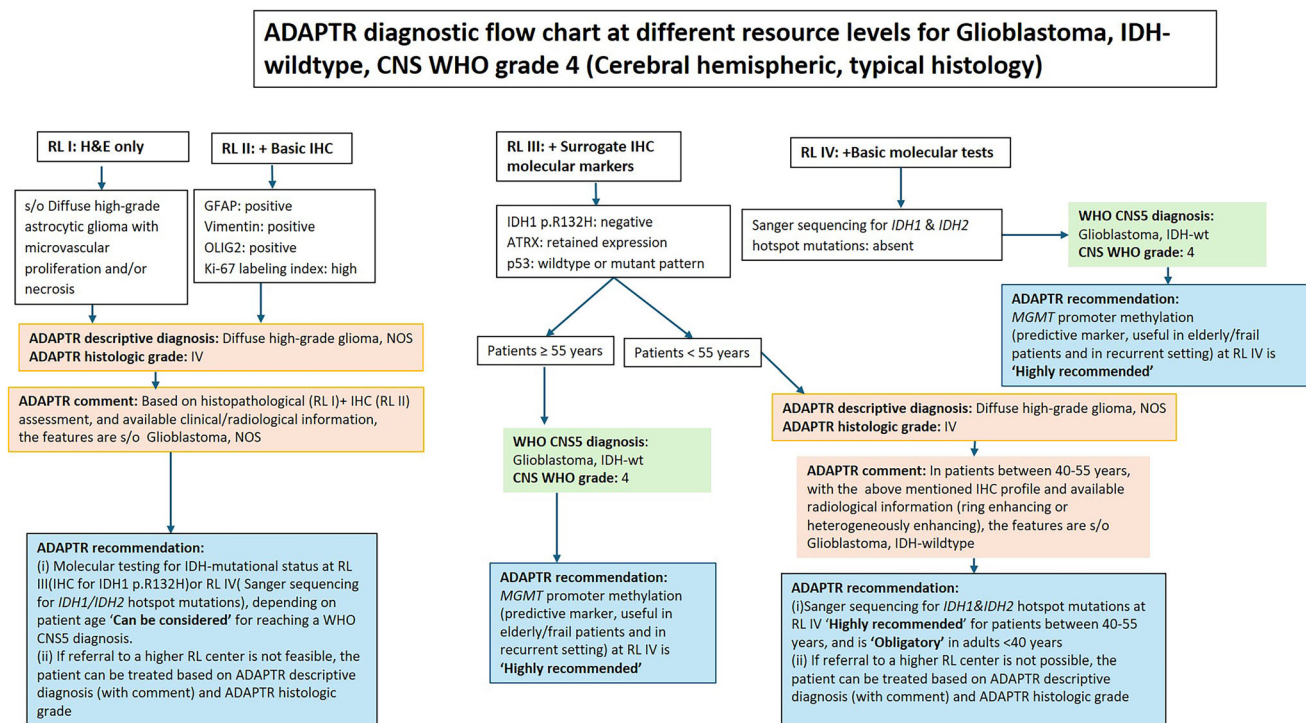 ADAPTR diagnostic flow chart at different resource levels for Glioblastoma, IDH-
wildtype, CNS WHO grade 4 (Cerebral hemispheric, typical histology)
RL I: H&E only
s/o Diffuse high-grade
astrocytic glioma with
microvascular
proliferation and/or
necrosis
RL II: + Basic IHC
GFAP: positive
Vimentin: positive
OLIG2: positive
Ki-67 labeling index: high
ADAPTR descriptive diagnosis: Diffuse high-grade glioma, NOS
ADAPTR histologic grade: IV
ADAPTR comment: Based on histopathological (RL I)+ IHC (RL II)
assessment, and available clinical/radiological information,
the features are s/o  Glioblastoma, NOS
ADAPTR recommendation:
(i) Molecular testing for IDH-mutational status at RL
III(IHC for IDH1 p.R132H)or RL IV( Sanger sequencing
for IDH1/IDH2 hotspot mutations), depending on
patient age 'Can be considered' for reaching a WHO
CNS5 diagnosis.
(ii) If referral to a higher RL center is not feasible, the
patient can be treated based on ADAPTR descriptive
diagnosis (with comment) and ADAPTR histologic
grade
RL III: + Surrogate IHC
molecular markers
IDH1 p.R132H: negative
ATRX: retained expression
p53: wildtype or mutant pattern
Patients ≥ 55 years
WHO CNS5 diagnosis:
Glioblastoma, IDH-wt
CNS WHO grade: 4
ADAPTR recommendation:
MGMT promoter methylation
(predictive marker, useful in
elderly/frail patients and in
recurrent setting) at RL IV is
'Highly recommended'
Patients < 55 years
ADAPTR descriptive diagnosis: Diffuse high-grade glioma, NOS
ADAPTR histologic grade: IV
ADAPTR comment: In patients between 40-55 years,
with the  above mentioned IHC profile and available
radiological information (ring enhancing or
heterogeneously enhancing), the features are s/o
Glioblastoma, IDH-wildtype
ADAPTR recommendation:
(i)Sanger sequencing for IDH1&IDH2 hotspot mutations at
RL IV 'Highly recommended' for patients between 40-55
years, and is 'Obligatory' in adults <40 years
(ii) If referral to a higher RL center is not possible, the
patient can be treated based on ADAPTR descriptive
diagnosis (with comment) and ADAPTR histologic grade
RL IV: +Basic molecular tests
Sanger sequencing for IDH1 & IDH2
hotspot mutations: absent
WHO CNS5 diagnosis:
Glioblastoma, IDH-wt
CNS WHO grade: 4
ADAPTR recommendation:
MGMT promoter methylation
(predictive marker, useful in elderly/frail
patients and in recurrent setting) at RL IV is
'Highly recommended'